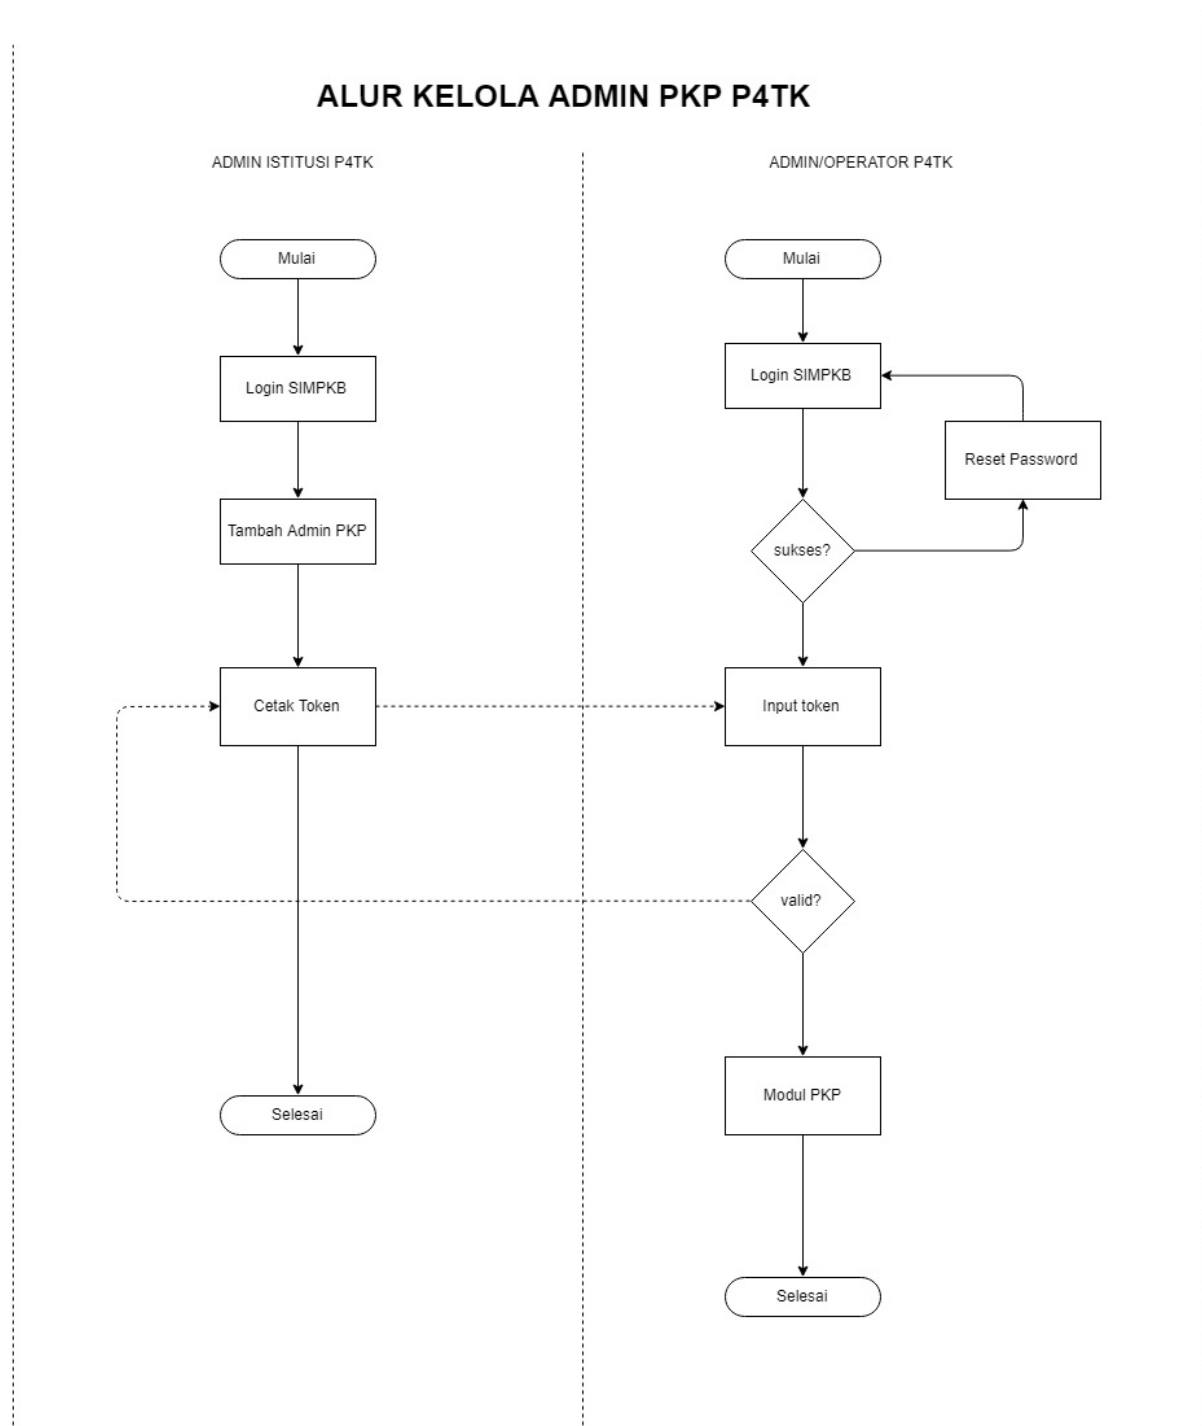 ALUR KELOLA ADMIN PKP P4TK
ADMIN ISTITUSI P4TK
Mulai
Login SIMPKB
Tambah Admin PKP
Cetak Token
Selesai
ADMIN/OPERATOR P4TK
Mulai
Login SIMPKB
Reset Password
sukses?
Input token
valid?
Modul PKP
Selesai